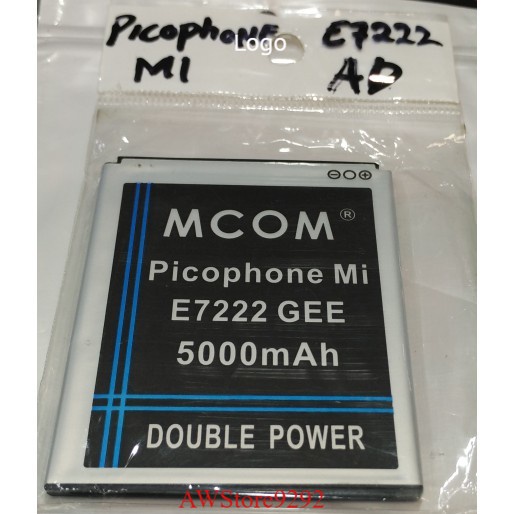 Picophone E7222
Logo
MI AD
MCOM ®
Picophone Mi
E7222 GEE
5000mAh
DOUBLE POWER
AWStore9292